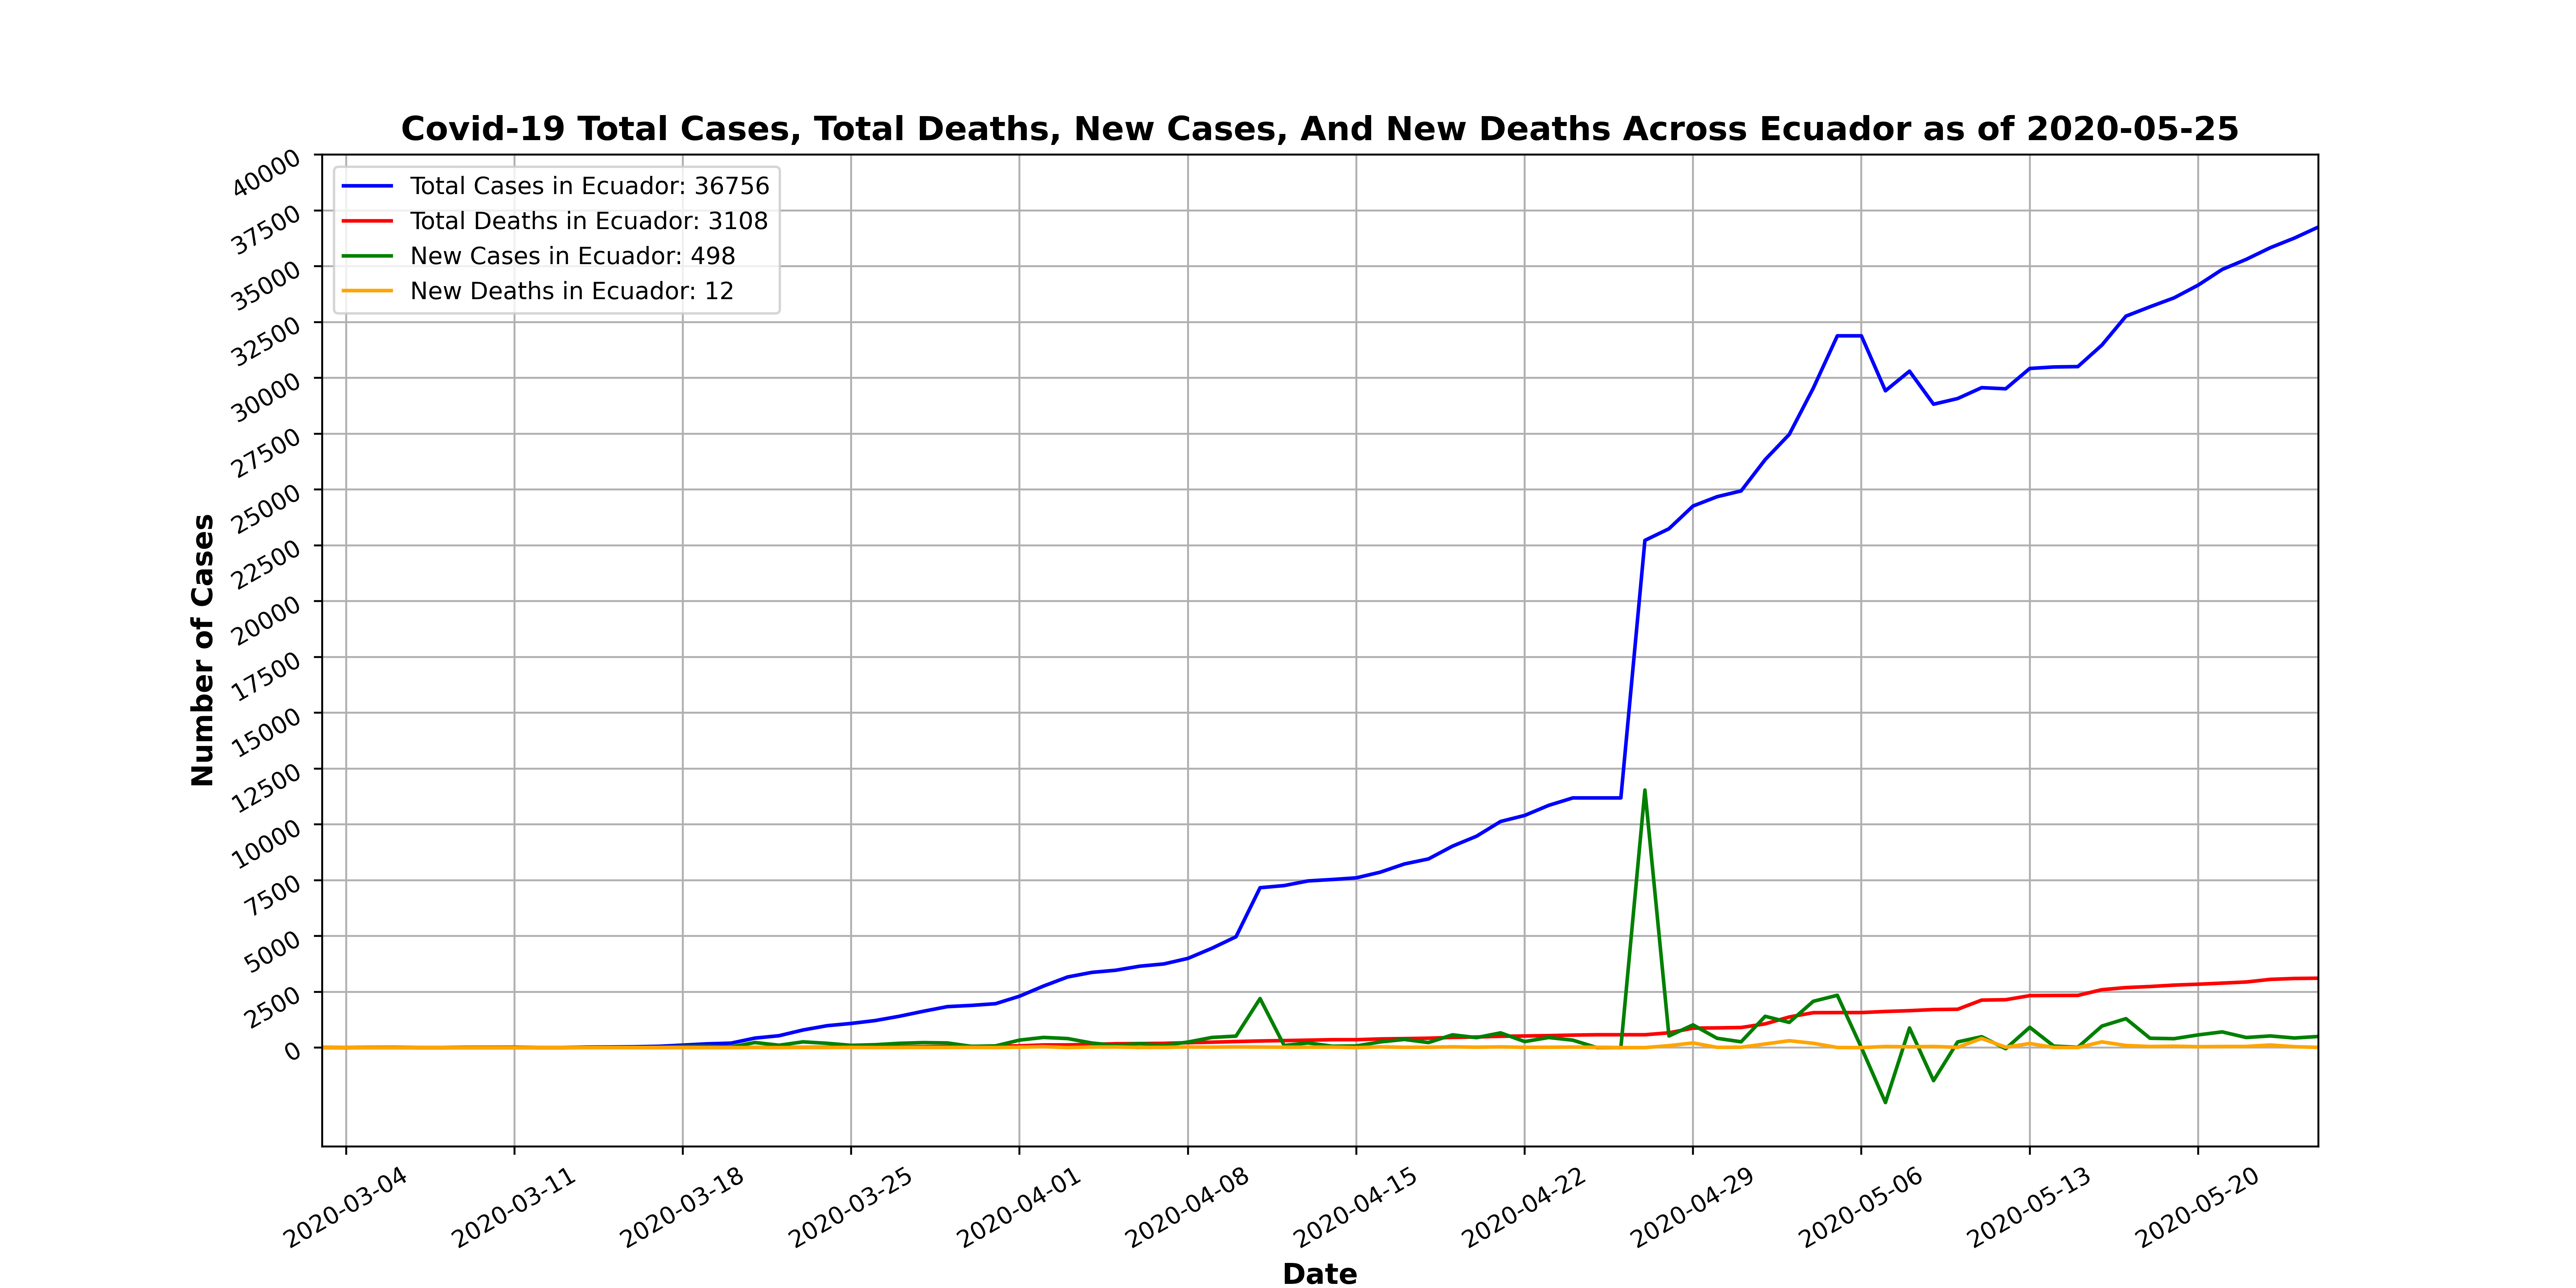 Covid-19 Total Cases, Total Deaths, New Cases, And New Deaths Across Ecuador as of 2020-05-25
Total Cases in Ecuador: 36756
Total Deaths in Ecuador: 3108
New Cases in Ecuador: 498
New Deaths in Ecuador: 12
Number of Cases
40000
37500
35000
32500
30000
27500
25000
22500
20000
17500
15000
12500
10000
7500
5000
2500
0
2020-03-04 2020-03-11 2020-03-18 2020-03-25 2020-04-01 2020-04-08 2020-04-15 2020-04-22 2020-04-29 2020-05-06 2020-05-13 2020-05-20
Date